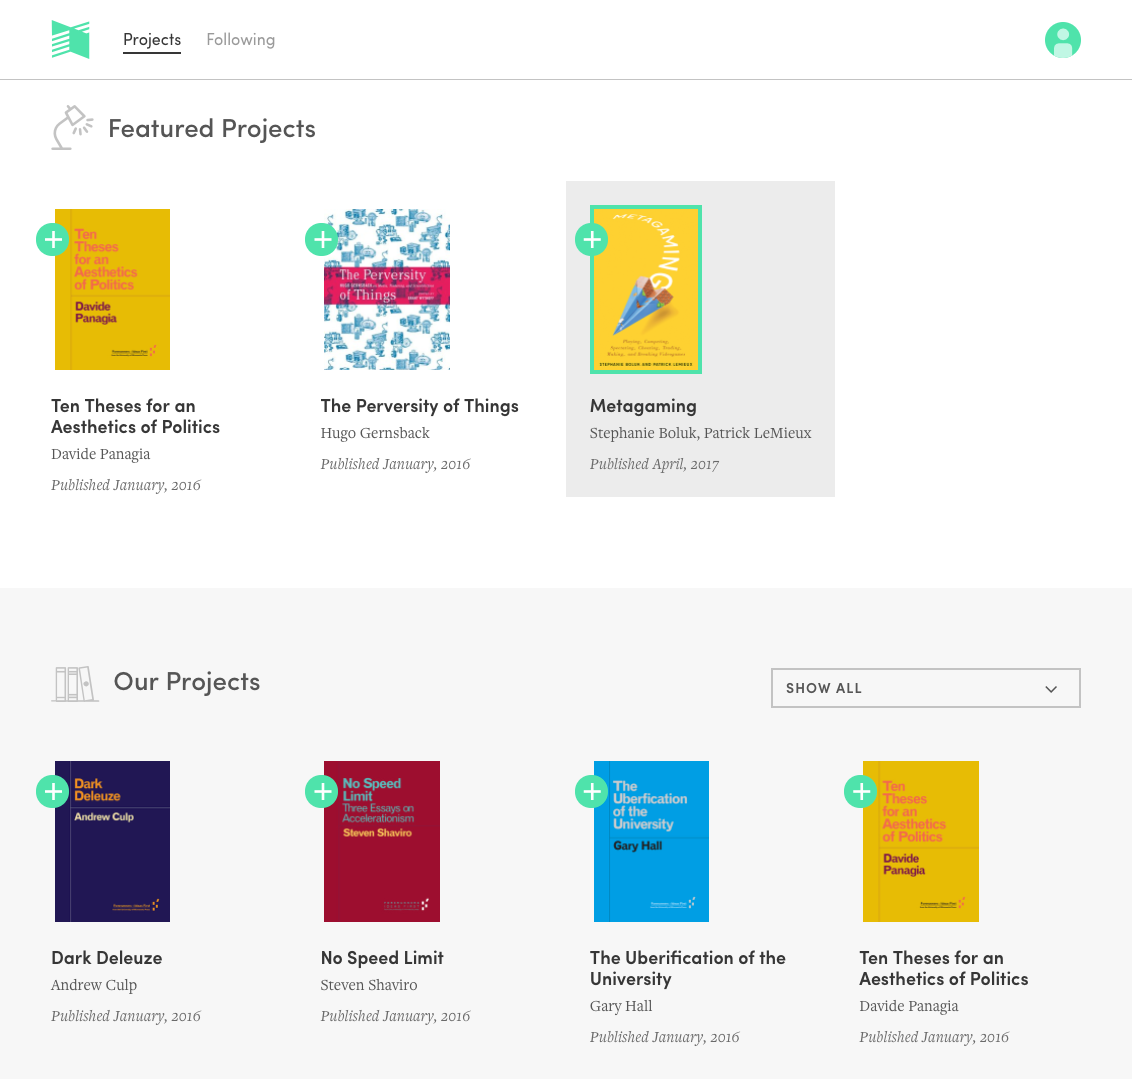 Projects
Following
Featured Projects
Ten
Theses
for an
Aesthetics
of Politics
Davide
Panagia
The Perversity
of Things
METAGAMING
STEPHANIE BOLUK AND PATRICK LEMIEUX
Ten Theses for an
Aesthetics of Politics
Davide Panagia
Published January, 2016
The Perversity of Things
Hugo Gernsback
Published January, 2016
Metagaming
Stephanie Boluk, Patrick LeMieux
Published April, 2017
Our Projects
SHOW ALL
Dark
Deleuze
Andrew Culp
No Speed
Limit
Three Essays on
Accelerationism
Steven Shaviro
The
Uberfication
of the
University
Gary Hall
Ten
Theses
for an
Aesthetics
of Politics
Davide
Panagia
Dark Deleuze
Andrew Culp
Published January, 2016
No Speed Limit
Steven Shaviro
Published January, 2016
The Uberification of the
University
Gary Hall
Published January, 2016
Ten Theses for an
Aesthetics of Politics
Davide Panagia
Published January, 2016